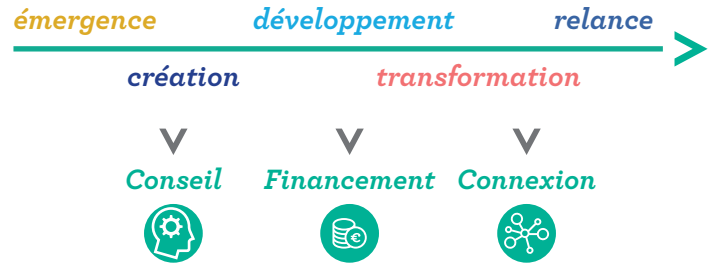 émergence développement relance
création transformation
Conseil Financement Connexion
€